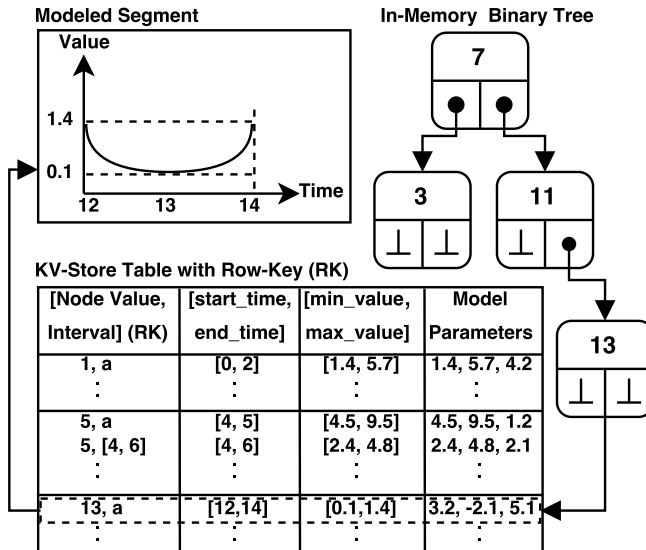 Modeled Segment
Value
1.4
0.1
Time
12 13 14
In-Memory Binary Tree
7
3
11
⊥ ⊥
⊥
13
⊥ ⊥
KV-Store Table with Row-Key (RK)
[Node Value, Interval] (RK) [start_time, end_time] [min_value, max_value] Model Parameters
1, a [0, 2] [1.4, 5.7] 1.4, 5.7, 4.2
: : : :
5, a [4, 5] [4.5, 9.5] 4.5, 9.5, 1.2
5, [4, 6] [4, 6] [2.4, 4.8] 2.4, 4.8, 2.1
: : : :
13, a [12,14] [0.1,1.4] 3.2, -2.1, 5.1
: : : :